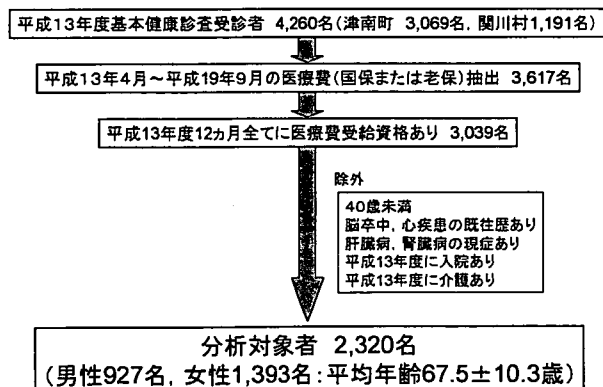 平成13年度基本健康診査受診者 4,260名(津南町 3,069名, 関川村1,191名)
平成13年4月~平成19年9月の医療費(国保または老保)抽出 3,617名
平成13年度12ヵ月全てに医療費受給資格あり 3,039名
除外
40歳未満
脳卒中, 心疾患の既往歴あり
肝臓病, 腎臓病の現症あり
平成13年度に入院あり
平成13年度に介護あり
分析対象者 2,320名
(男性927名, 女性1,393名:平均年齢67.5±10.3歳)